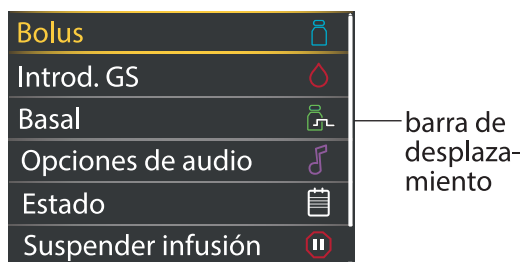 Bolus
Introd. GS
Basal
Opciones de audio
Estado
Suspender infusión
barra de
desplaza-
miento